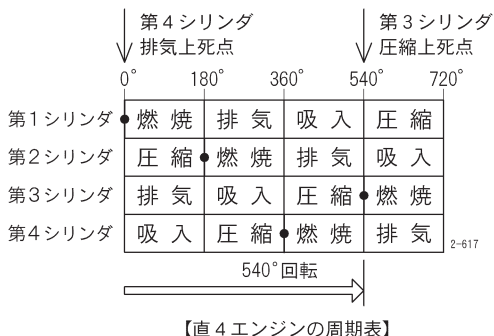 第4シリンダ
排気上死点
第3シリンダ
圧縮上死点
0° 180° 360° 540° 720°
第1シリンダ 燃焼 排気 吸入 圧縮
第2シリンダ 圧縮 燃焼 排気 吸入
第3シリンダ 排気 吸入 圧縮 燃焼
第4シリンダ 吸入 圧縮 燃焼 排気
2-617
540°回転
【直4エンジンの周期表】